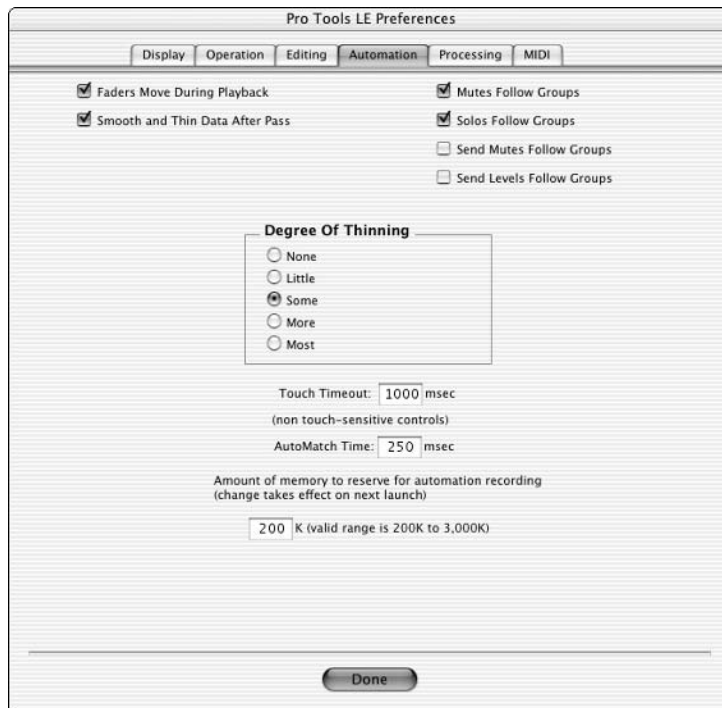 Pro Tools LE Preferences
Display Operation Editing Automation Processing MIDI
Faders Move During Playback
Smooth and Thin Data After Pass
Mutes Follow Groups
Solos Follow Groups
Send Mutes Follow Groups
Send Levels Follow Groups
Degree Of Thinning
None
Little
Some
More
Most
Touch Timeout: 1000 msec
(non touch-sensitive controls)
AutoMatch Time: 250 msec
Amount of memory to reserve for automation recording
(change takes effect on next launch)
200 K (valid range is 200K to 3,000K)
Done